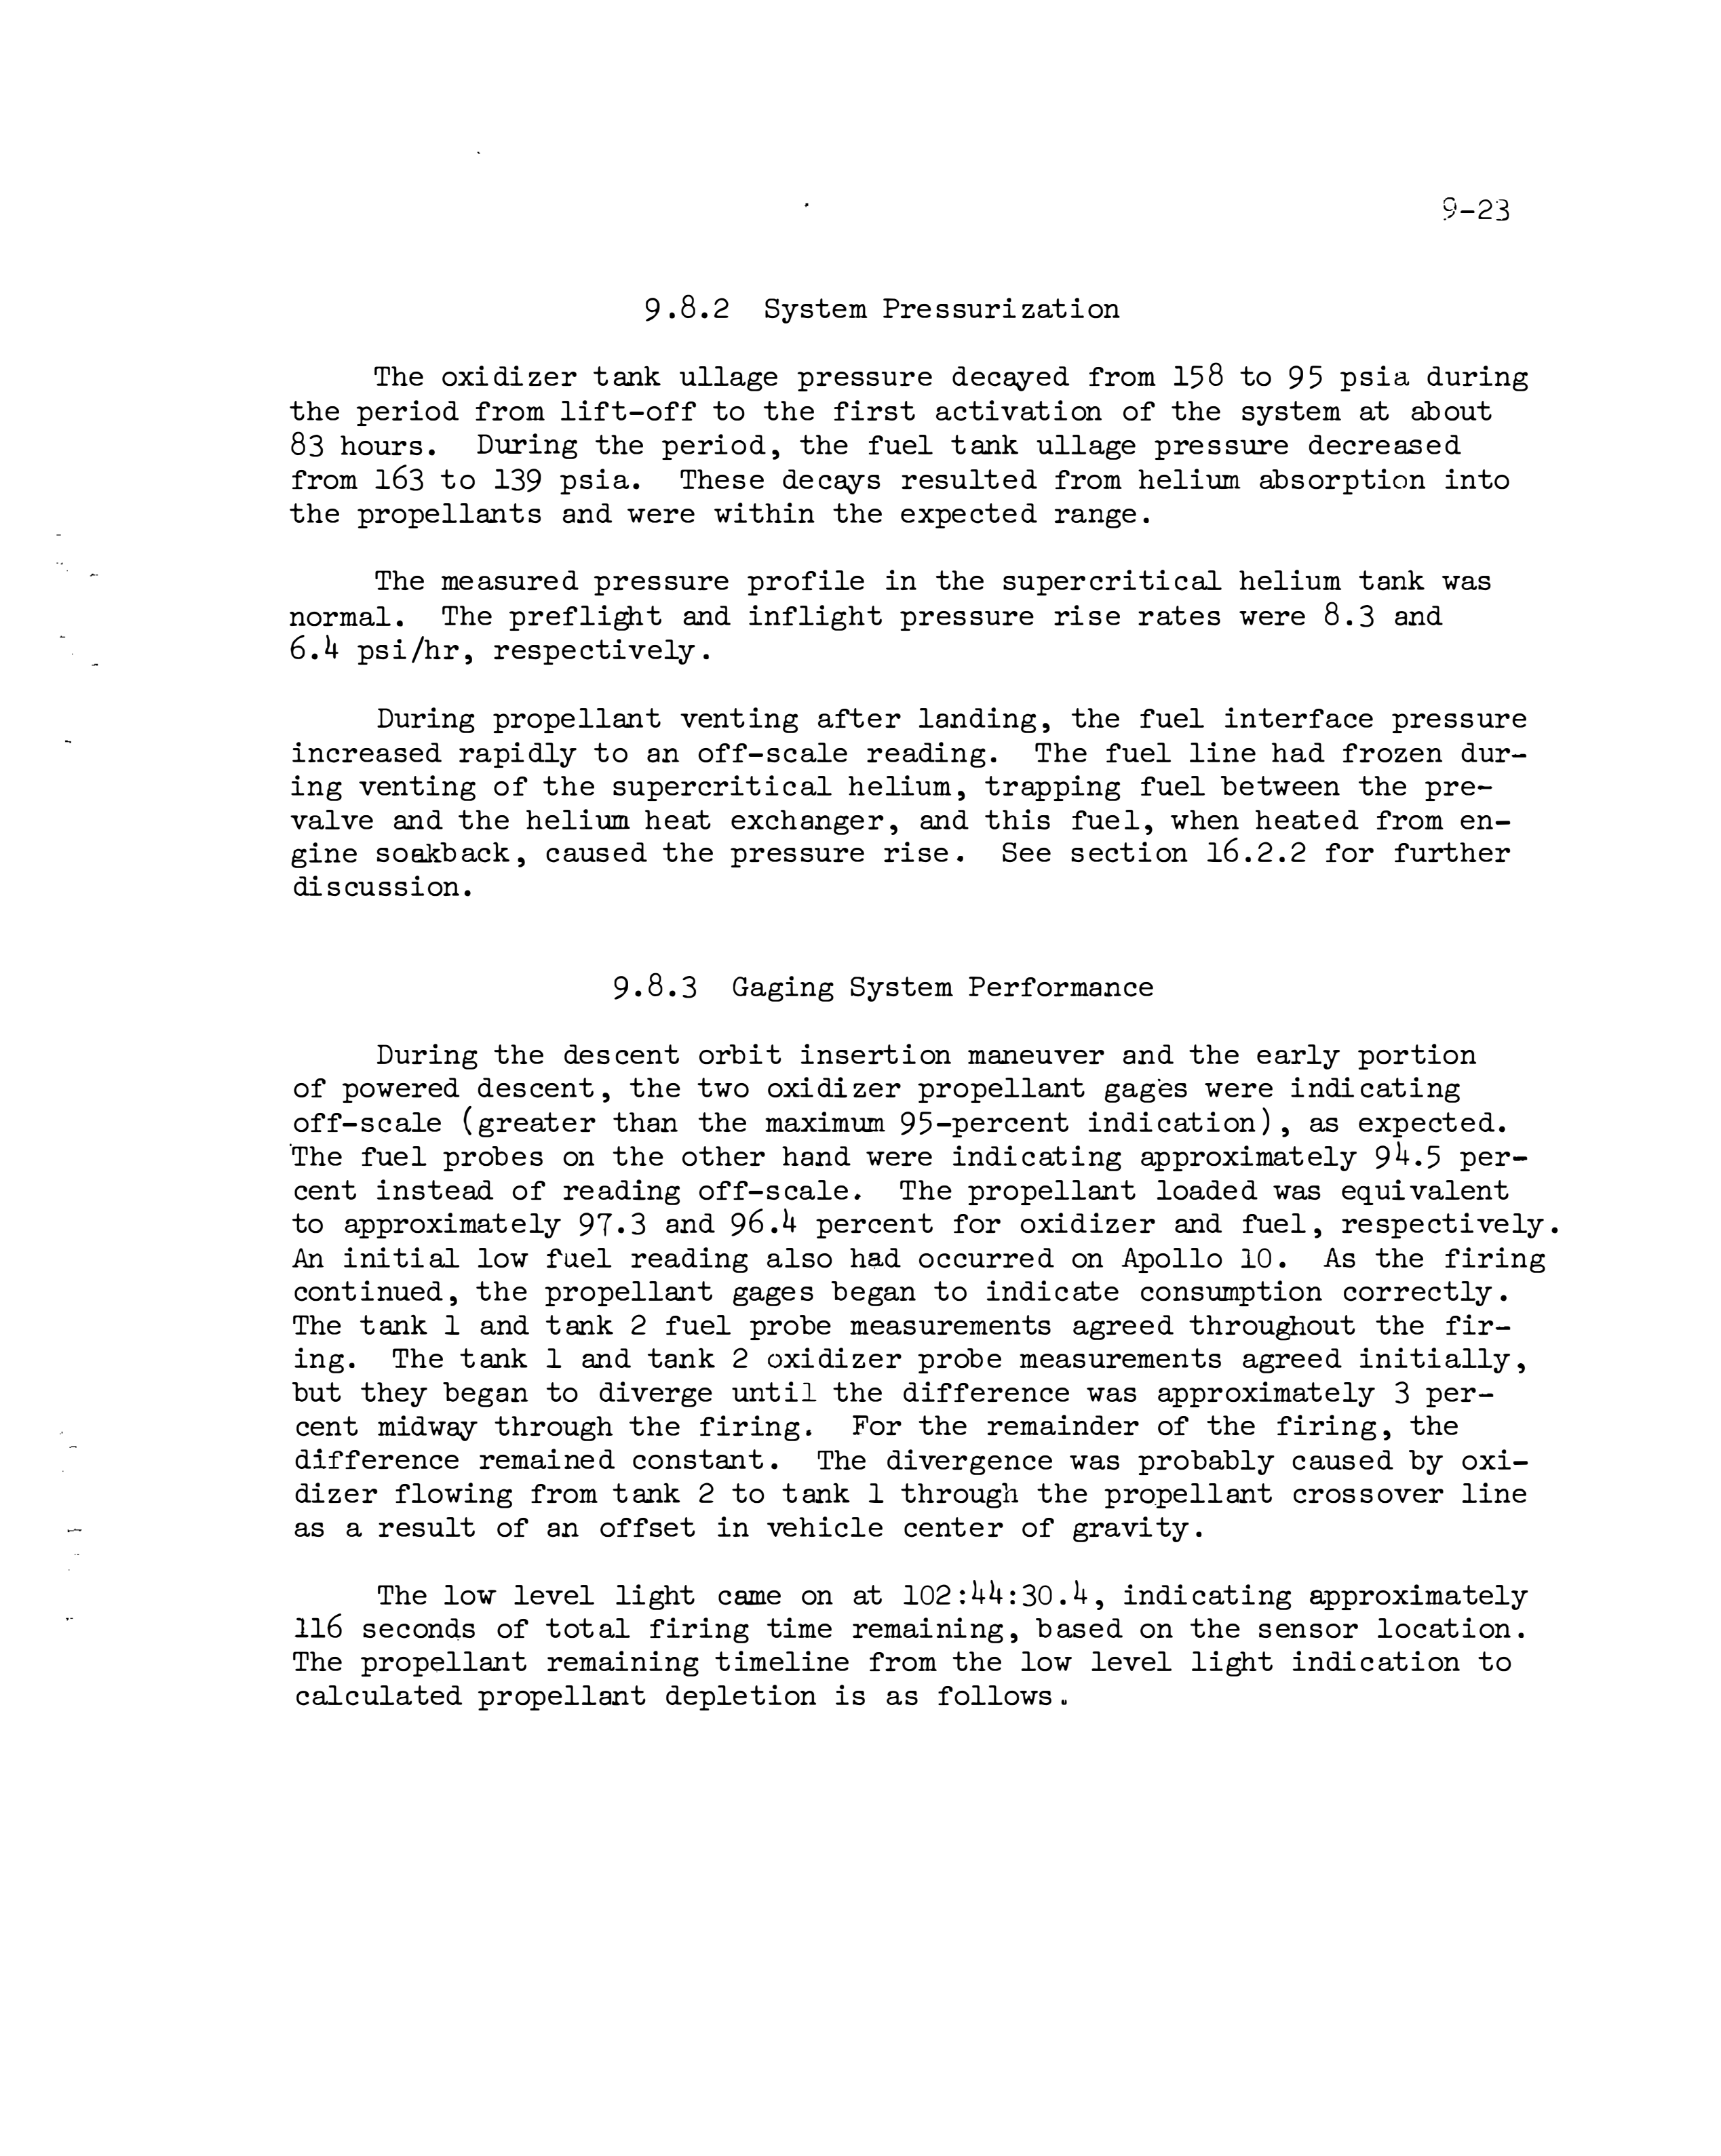 9-23
9.8.2 System Pressurization
The oxidizer tank ullage pressure decayed from 158 to 95 psia during
the period from lift-off to the first activation of the system at about
83 hours. During the period, the fuel tank ullage pressure decreased
from 163 to 139 psia. These decays resulted from helium absorption into
the propellants and were within the expected range.
The measured pressure profile in the supercritical helium tank was
normal. The preflight and inflight pressure rise rates were 8.3 and
6.4 psi/hr, respectively.
During propellant venting after landing, the fuel interface pressure
increased rapidly to an off-scale reading. The fuel line had frozen dur-
ing venting of the supercritical helium, trapping fuel between the pre-
valve and the helium heat exchanger, and this fuel, when heated from en-
gine soakback, caused the pressure rise. See section 16.2.2 for further
discussion.
9.8.3 Gaging System Performance
During the descent orbit insertion maneuver and the early portion
of powered descent, the two oxidizer propellant gages were indicating
off-scale (greater than the maximum 95-percent indication), as expected.
The fuel probes on the other hand were indicating approximately 94.5 per-
cent instead of reading off-scale. The propellant loaded was equivalent
to approximately 97.3 and 96.4 percent for oxidizer and fuel, respectively.
An initial low fuel reading also had occurred on Apollo 10. As the firing
continued, the propellant gages began to indicate consumption correctly.
The tank 1 and tank 2 fuel probe measurements agreed throughout the fir-
ing. The tank 1 and tank 2 oxidizer probe measurements agreed initially,
but they began to diverge until the difference was approximately 3 per-
cent midway through the firing. For the remainder of the firing, the
difference remained constant. The divergence was probably caused by oxi-
dizer flowing from tank 2 to tank 1 through the propellant crossover line
as a result of an offset in vehicle center of gravity.
The low level light came on at 102:44:30.4, indicating approximately
116 seconds of total firing time remaining, based on the sensor location.
The propellant remaining timeline from the low level light indication to
calculated propellant depletion is as follows.